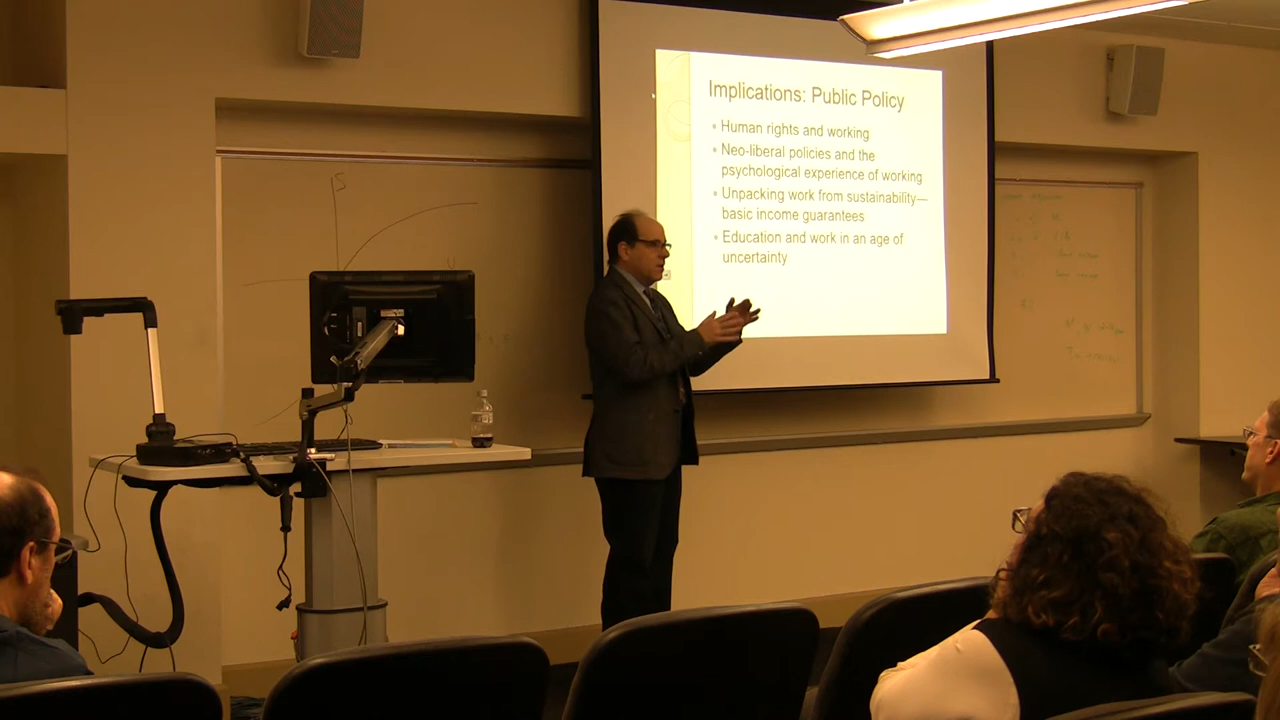 Implications: Public Policy
• Human rights and working
• Neo-liberal policies and the
psychological experience of working
• Unpacking work from sustainability—
basic income guarantees
• Education and work in an age of
uncertainty
S